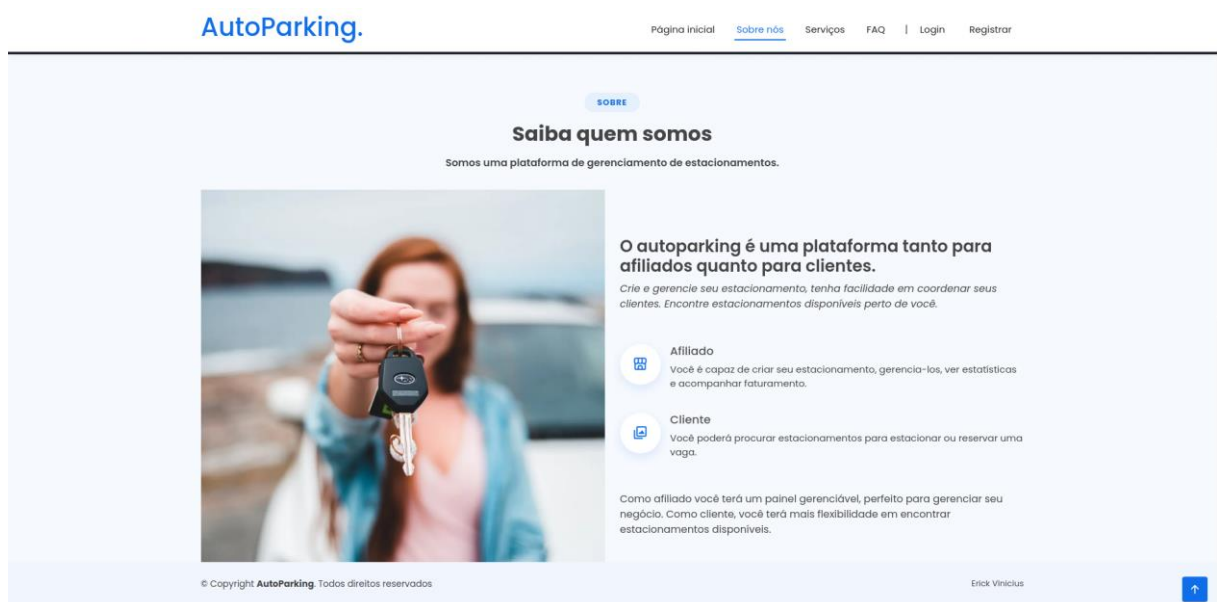 AutoParking.
Página inicial Sobre nós Serviços FAQ | Login Registrar
SOBRE
Saiba quem somos
Somos uma plataforma de gerenciamento de estacionamentos.
O autoparking é uma plataforma tanto para
afiliados quanto para clientes.
Crie e gerencie seu estacionamento, tenha facilidade em coordenar seus
clientes. Encontre estacionamentos disponíveis perto de você.
Afiliado
Você é capaz de criar seu estacionamento, gerencia-los, ver estatísticas
e acompanhar faturamento.
Cliente
Você poderá procurar estacionamentos para estacionar ou reservar uma
vaga.
Como afiliado você terá um painel gerenciável, perfeito para gerenciar seu
negócio. Como cliente, você terá mais flexibilidade em encontrar
estacionamentos disponíveis.
© Copyright AutoParking. Todos direitos reservados
Erick Vinicius